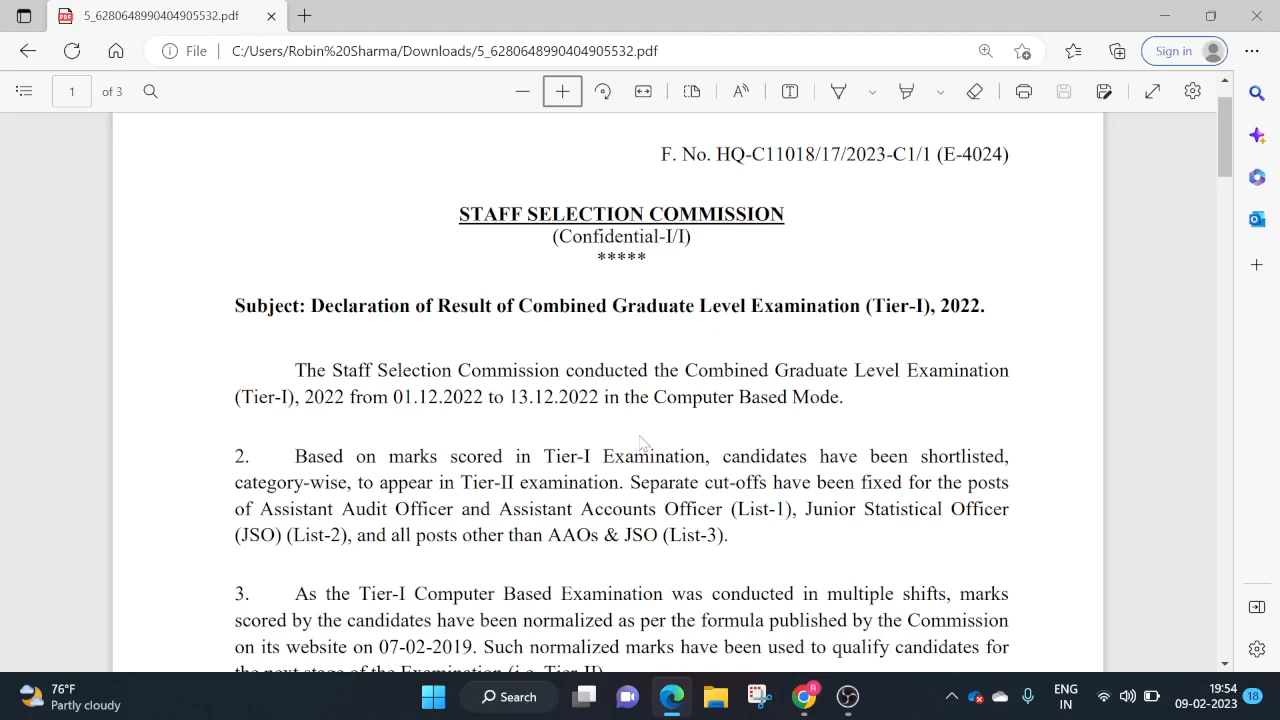 5_6280648990404905532.pdf
File
C:/Users/Robin%20Sharma/Downloads/5_6280648990404905532.pdf
Sign in
1 of 3
F. No. HQ-C11018/17/2023-C1/1 (E-4024)
STAFF SELECTION COMMISSION
(Confidential-I/I)
*****
Subject: Declaration of Result of Combined Graduate Level Examination (Tier-I), 2022.
The Staff Selection Commission conducted the Combined Graduate Level Examination
(Tier-I), 2022 from 01.12.2022 to 13.12.2022 in the Computer Based Mode.
2. Based on marks scored in Tier-I Examination, candidates have been shortlisted,
category-wise, to appear in Tier-II examination. Separate cut-offs have been fixed for the posts
of Assistant Audit Officer and Assistant Accounts Officer (List-1), Junior Statistical Officer
(JSO) (List-2), and all posts other than AAOs & JSO (List-3).
3. As the Tier-I Computer Based Examination was conducted in multiple shifts, marks
scored by the candidates have been normalized as per the formula published by the Commission
on its website on 07-02-2019. Such normalized marks have been used to qualify candidates for
the next stage of the Examination (i.e. Tier-II)
76°F
Partly cloudy
Search
ENG
IN
19:54
09-02-2023
18